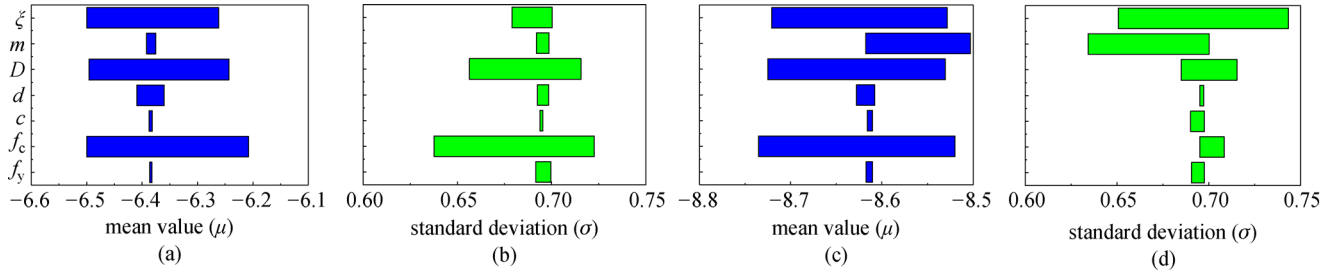 ξ
m
D
d
c
f_c
f_y
−6.6 −6.5 −6.4 −6.3 −6.2 −6.1
mean value (μ)
(a)
0.60 0.65 0.70 0.75
standard deviation (σ)
(b)
−8.8 −8.7 −8.6 −8.5
mean value (μ)
(c)
0.60 0.65 0.70 0.75
standard deviation (σ)
(d)